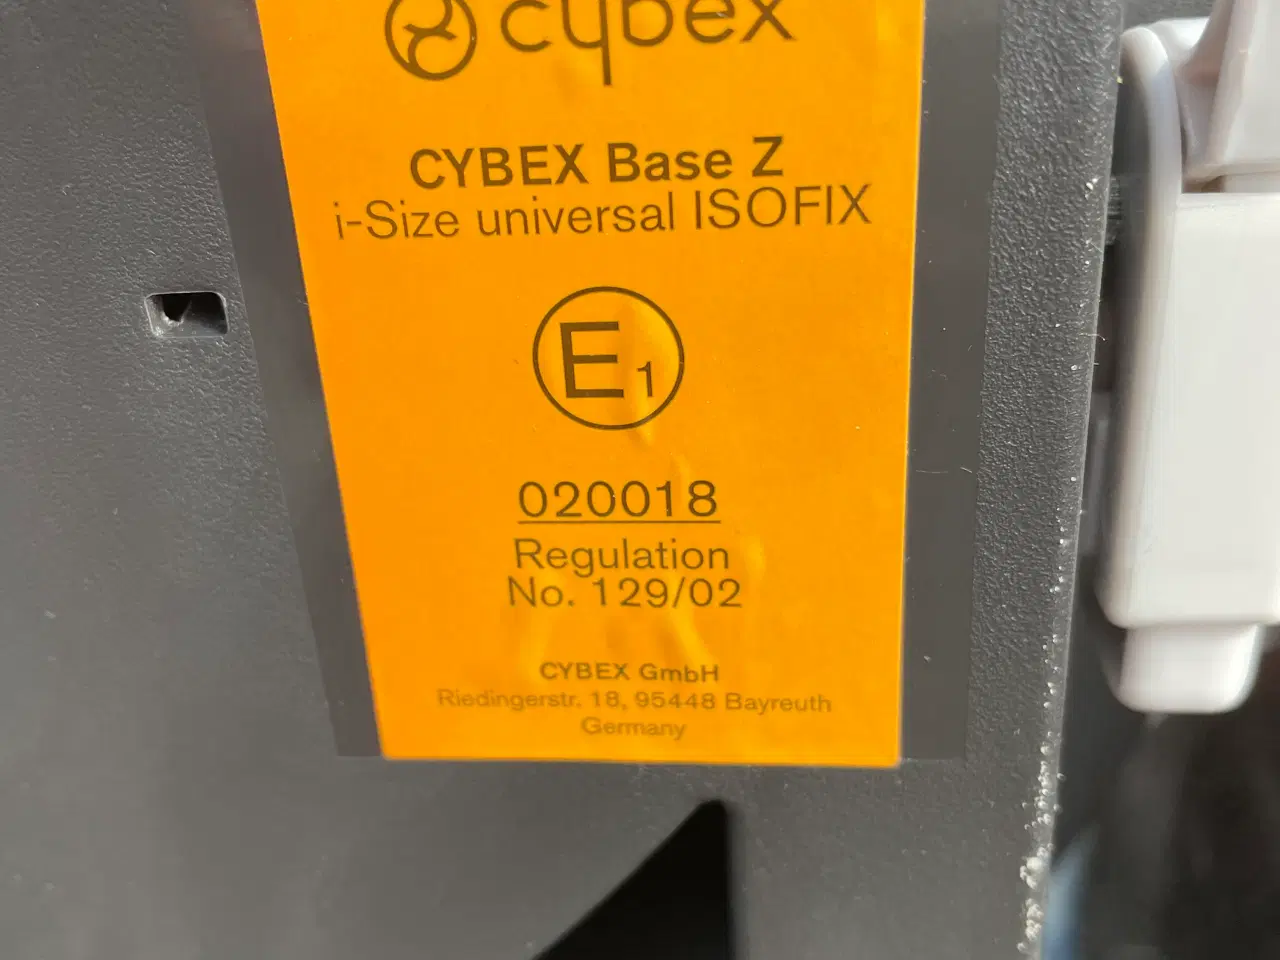 cybex
CYBEX Base Z
i-Size universal ISOFIX
E1
020018
Regulation
No. 129/02
CYBEX GmbH
Riedingerstr. 18, 95448 Bayreuth
Germany